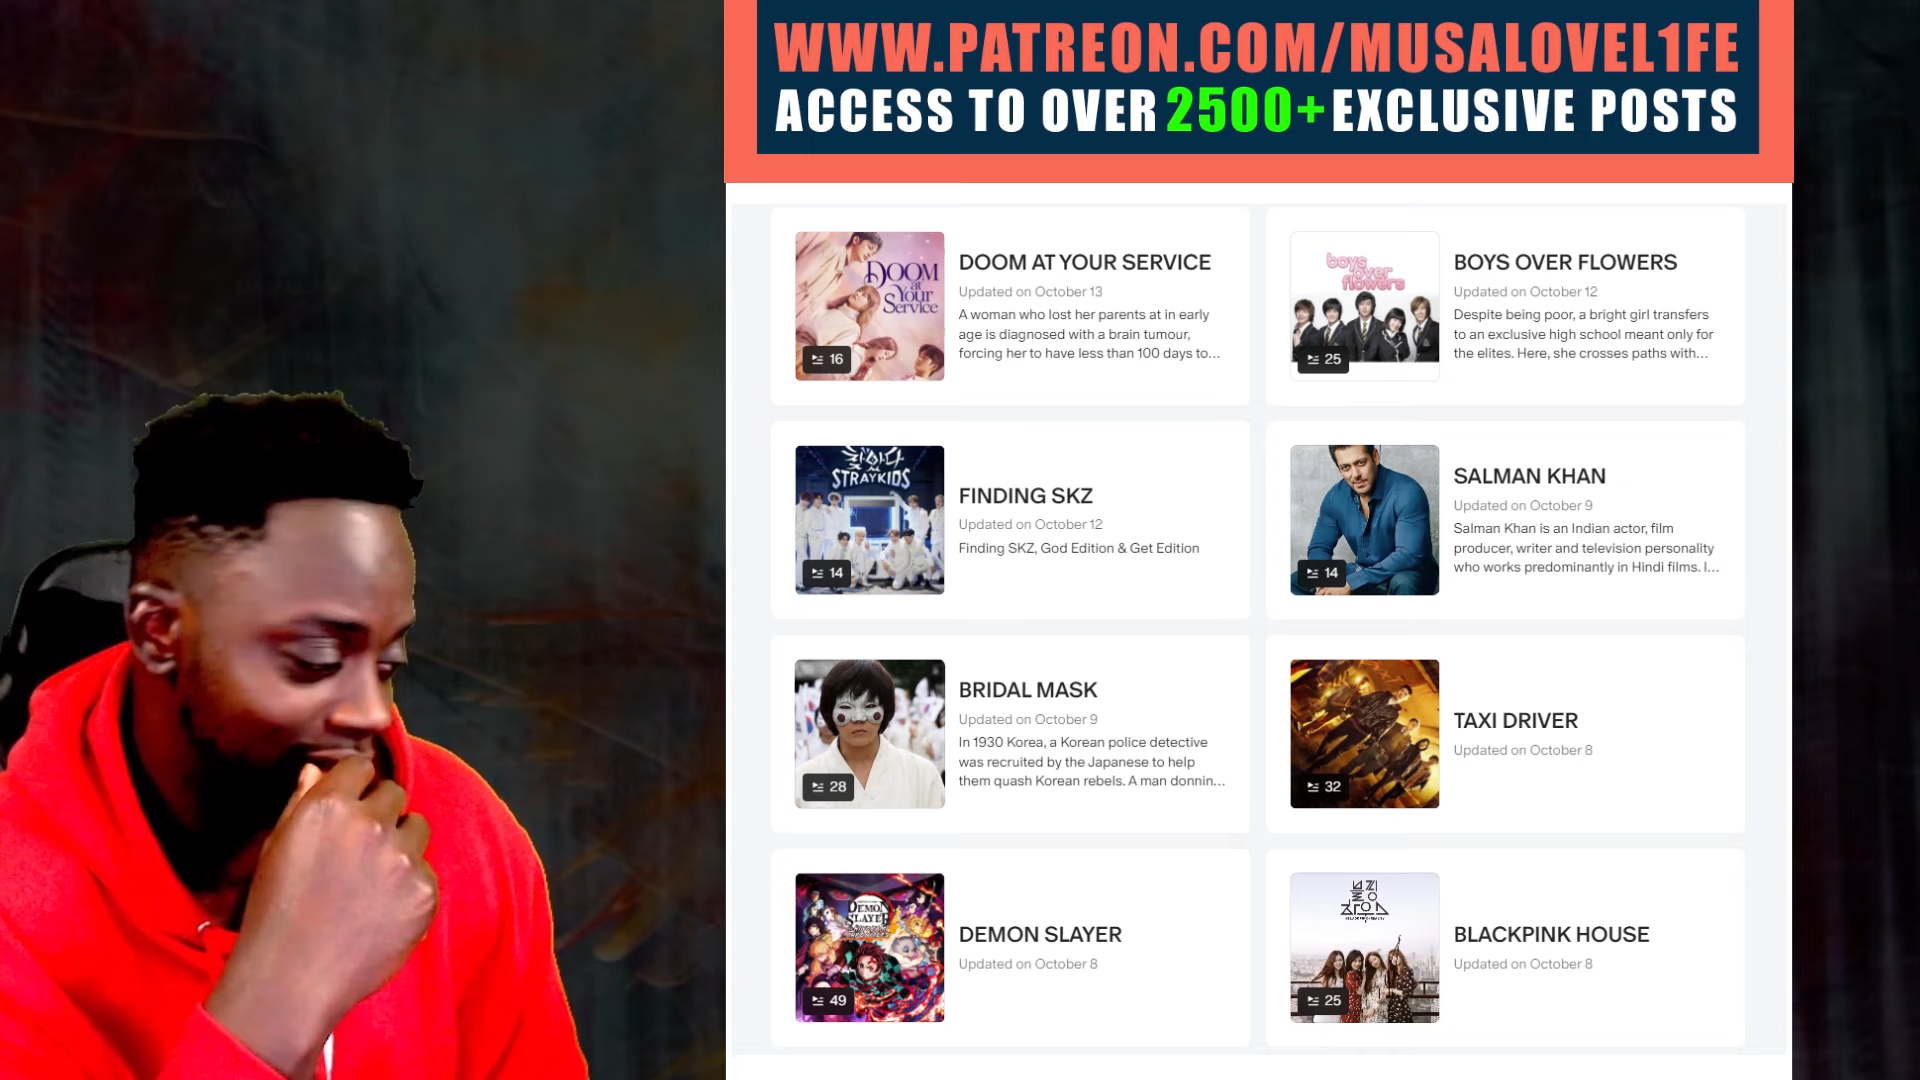 WWW.PATREON.COM/MUSALOVEL1FE
ACCESS TO OVER 2500+ EXCLUSIVE POSTS
DOOM
at
Your
Service
16
DOOM AT YOUR SERVICE
Updated on October 13
A woman who lost her parents at in early
age is diagnosed with a brain tumour,
forcing her to have less than 100 days to...
boys
over
flowers
25
BOYS OVER FLOWERS
Updated on October 12
Despite being poor, a bright girl transfers
to an exclusive high school meant only for
the elites. Here, she crosses paths with...
찾았다
STRAYKIDS
14
FINDING SKZ
Updated on October 12
Finding SKZ, God Edition & Get Edition
14
SALMAN KHAN
Updated on October 9
Salman Khan is an Indian actor, film
producer, writer and television personality
who works predominantly in Hindi films. I...
28
BRIDAL MASK
Updated on October 9
In 1930 Korea, a Korean police detective
was recruited by the Japanese to help
them quash Korean rebels. A man donnin...
32
TAXI DRIVER
Updated on October 8
DEMON
SLAYER
49
DEMON SLAYER
Updated on October 8
25
BLACKPINK HOUSE
Updated on October 8